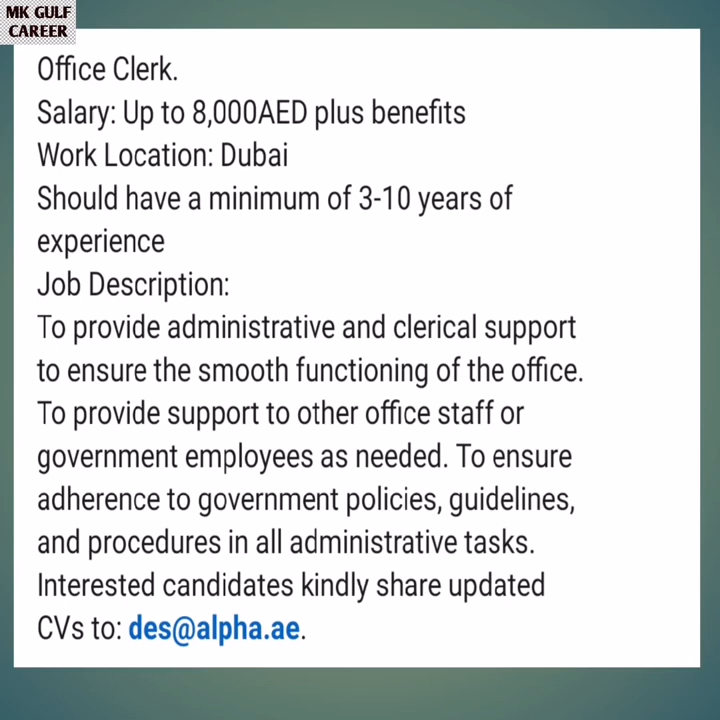 MK GULF
CAREER
Office Clerk.
Salary: Up to 8,000AED plus benefits
Work Location: Dubai
Should have a minimum of 3-10 years of
experience
Job Description:
To provide administrative and clerical support
to ensure the smooth functioning of the office.
To provide support to other office staff or
government employees as needed. To ensure
adherence to government policies, guidelines,
and procedures in all administrative tasks.
Interested candidates kindly share updated
CVs to: des@alpha.ae.